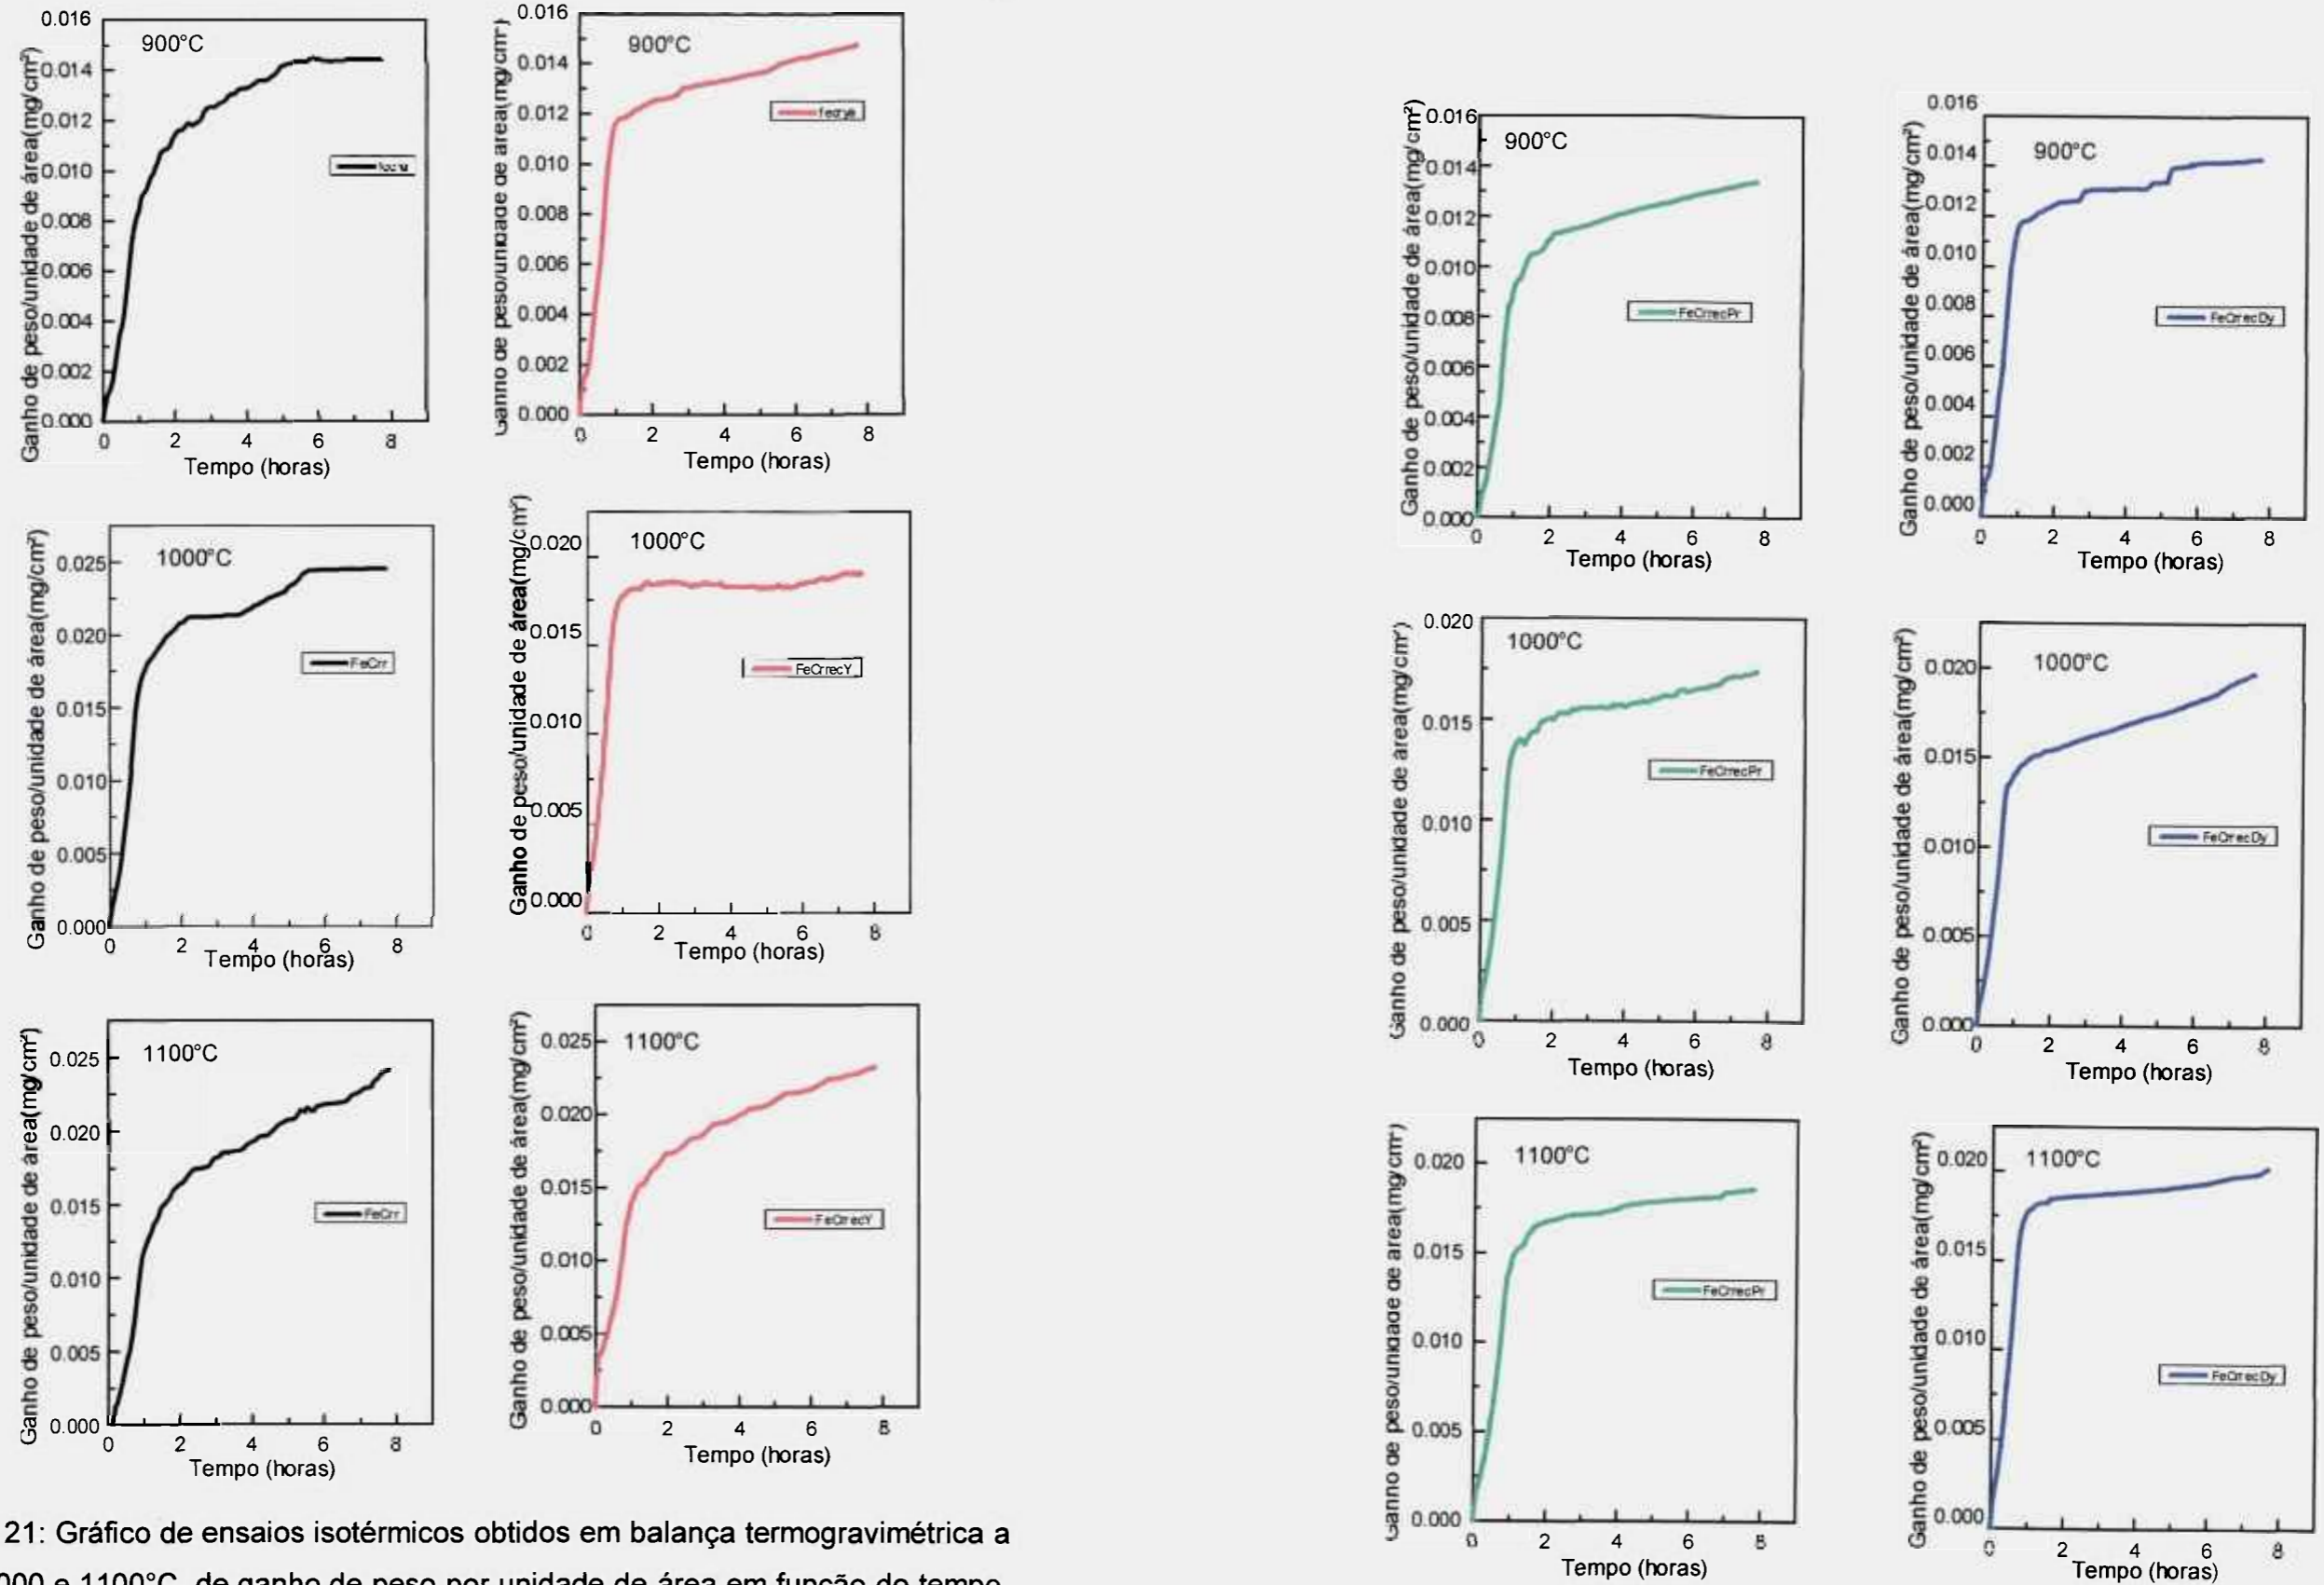 900°C
Ganho de peso/unidade de área(mg/cm²)
0.016
0.014
0.012
0.010
0.008
0.006
0.004
0.002
0.000
0 2 4 6 8
Tempo (horas)
900°C
Ganho de peso/unidade de area(mg/cm²)
0.016
0.014
0.012
0.010
0.008
0.006
0.004
0.002
0.000
0 2 4 6 8
Tempo (horas)
900°C
Ganho de peso/unidade de área(mg/cm²)
0.016
0.014
0.012
0.010
0.008
0.006
0.004
0.002
0.000
FeCrrecPr
0 2 4 6 8
Tempo (horas)
900°C
Ganho de peso/unidade de área(mg/cm²)
0.016
0.014
0.012
0.010
0.008
0.006
0.004
0.002
0.000
FeCrrecDy
0 2 4 6 8
Tempo (horas)
1000°C
Ganho de peso/unidade de área(mg/cm²)
0.025
0.020
0.015
0.010
0.005
0.000
FeCrr
0 2 4 6 8
Tempo (horas)
1000°C
Ganho de peso/unidade de área(mg/cm²)
0.020
0.015
0.010
0.005
0.000
FeCrrecY
0 2 4 6 8
Tempo (horas)
1000°C
Ganho de peso/unidade de área(mg/cm²)
0.020
0.015
0.010
0.005
0.000
FeCrrecPr
0 2 4 6 8
Tempo (horas)
1000°C
Ganho de peso/unidade de área(mg/cm²)
0.020
0.015
0.010
0.005
0.000
FeCrrecDy
0 2 4 6 8
Tempo (horas)
1100°C
Ganho de peso/unidade de área(mg/cm²)
0.025
0.020
0.015
0.010
0.005
0.000
FeCrr
0 2 4 6 8
Tempo (horas)
1100°C
Ganho de peso/unidade de área(mg/cm²)
0.025
0.020
0.015
0.010
0.005
0.000
FeCrrecY
0 2 4 6 8
Tempo (horas)
1100°C
Ganho de peso/unidade de area(mg/cm²)
0.020
0.015
0.010
0.005
0.000
FeCrrecPr
0 2 4 6 8
Tempo (horas)
1100°C
Ganho de peso/unidade de área(mg/cm²)
0.020
0.015
0.010
0.005
0.000
FeCrrecDy
0 2 4 6 8
Tempo (horas)
21: Gráfico de ensaios isotérmicos obtidos em balança termogravimétrica a
000 e 1100°C, de ganho de peso por unidade de área em função do tempo